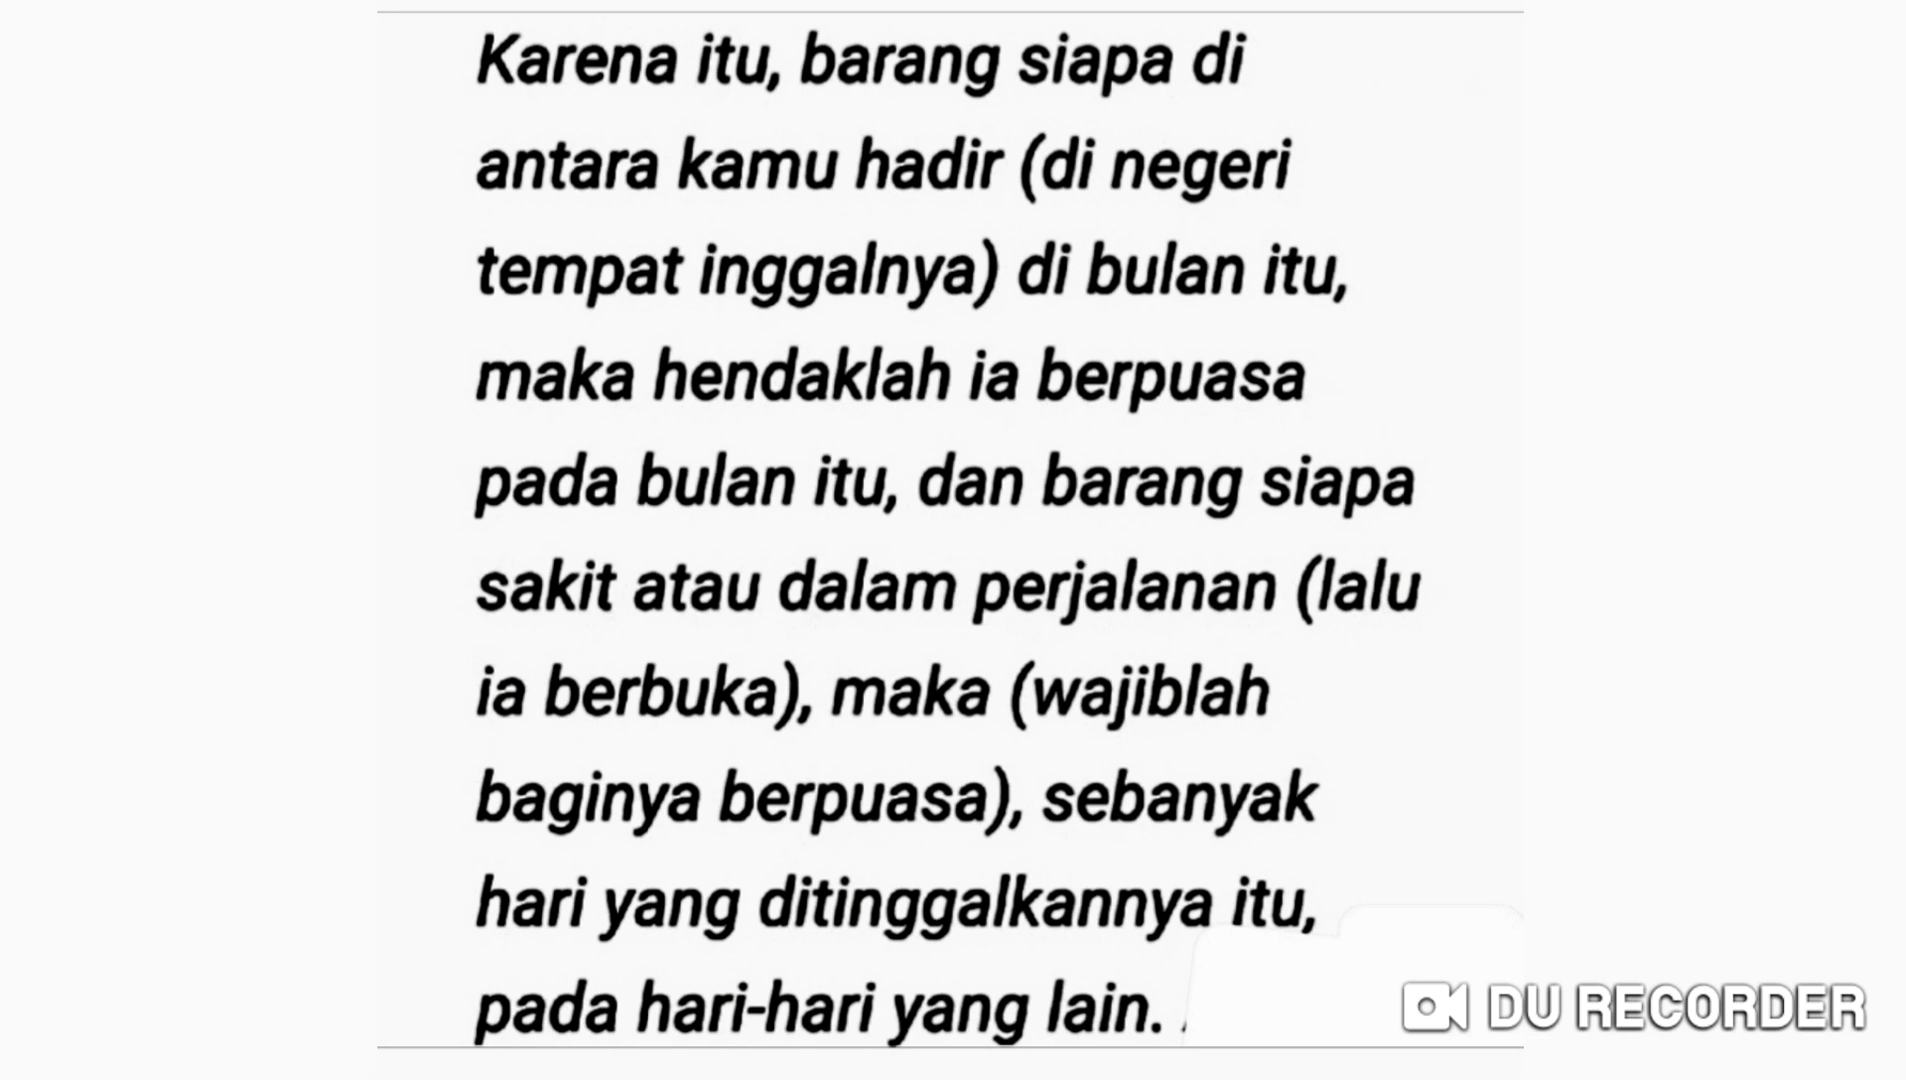 Karena itu, barang siapa di
antara kamu hadir (di negeri
tempat inggalnya) di bulan itu,
maka hendaklah ia berpuasa
pada bulan itu, dan barang siapa
sakit atau dalam perjalanan (lalu
ia berbuka), maka (wajiblah
baginya berpuasa), sebanyak
hari yang ditinggalkannya itu,
pada hari-hari yang lain.
DU RECORDER